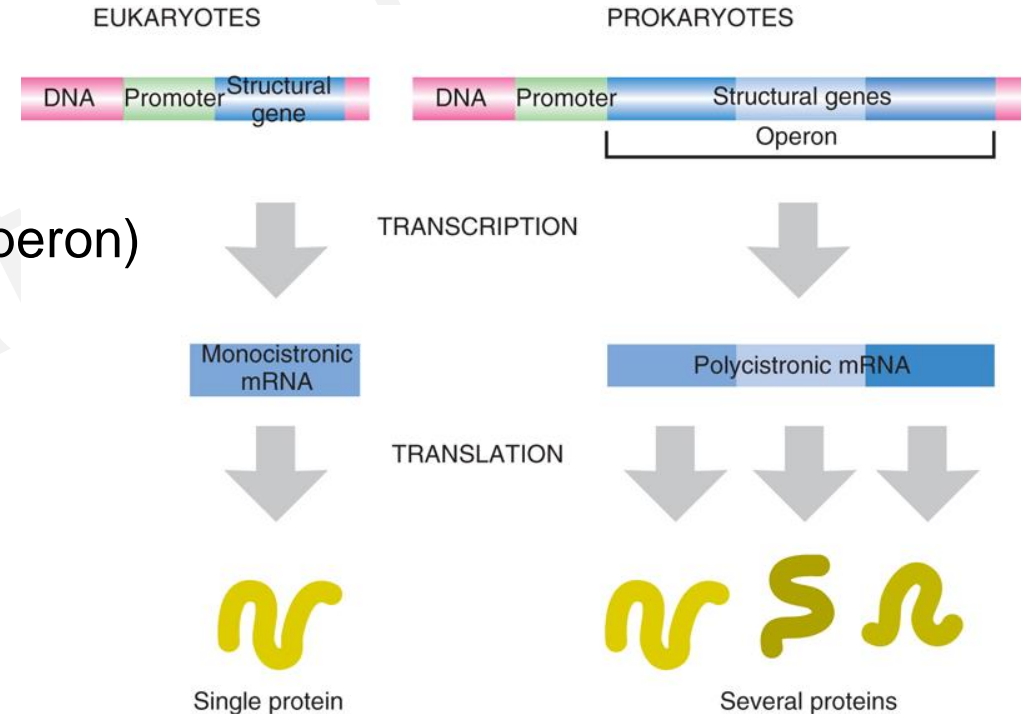 EUKARYOTES
PROKARYOTES
DNA
Promoter
Structural
gene
DNA
Promoter
Structural genes
Operon
peron)
TRANSCRIPTION
Monocistronic
mRNA
Polycistronic mRNA
TRANSLATION
Single protein
Several proteins